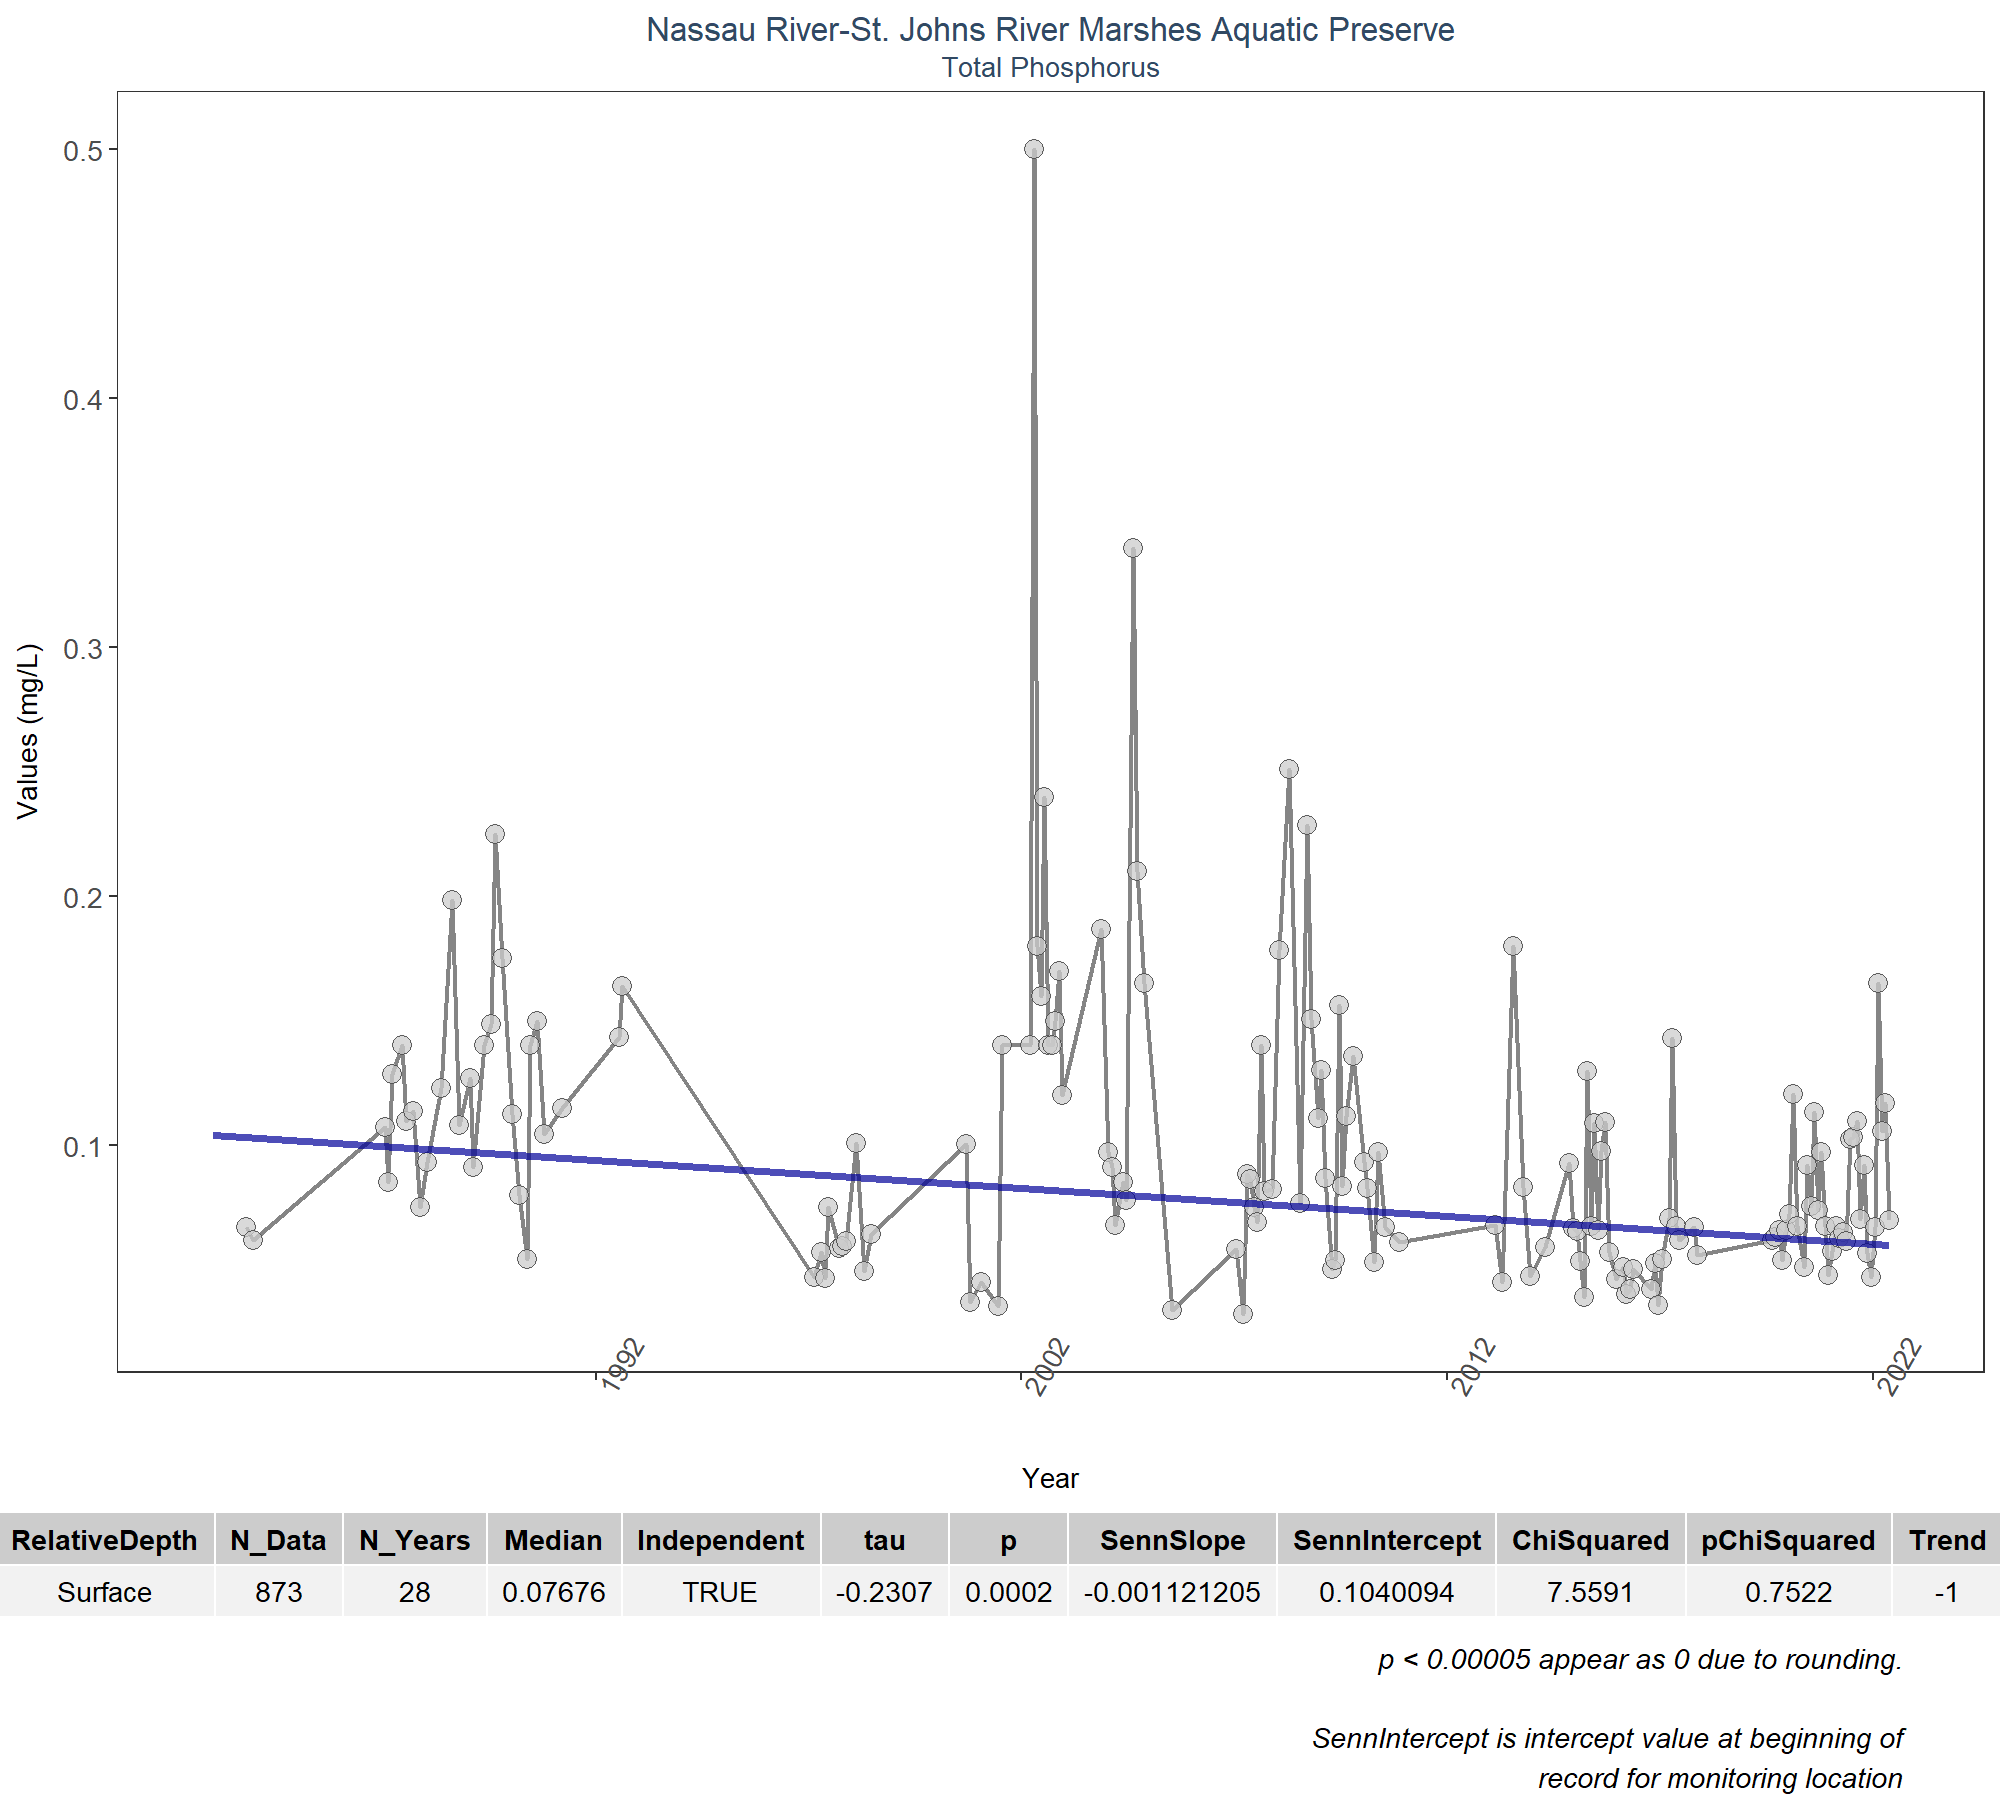 Nassau River-St. Johns River Marshes Aquatic Preserve
Total Phosphorus
Values (mg/L)
0.5
0.4
0.3
0.2
0.1
1992 2002 2012 2022
Year
RelativeDepth N_Data N_Years Median Independent tau p SennSlope SennIntercept ChiSquared pChiSquared Trend
Surface 873 28 0.07676 TRUE -0.2307 0.0002 -0.001121205 0.1040094 7.5591 0.7522 -1
p < 0.00005 appear as 0 due to rounding.
SennIntercept is intercept value at beginning of
record for monitoring location